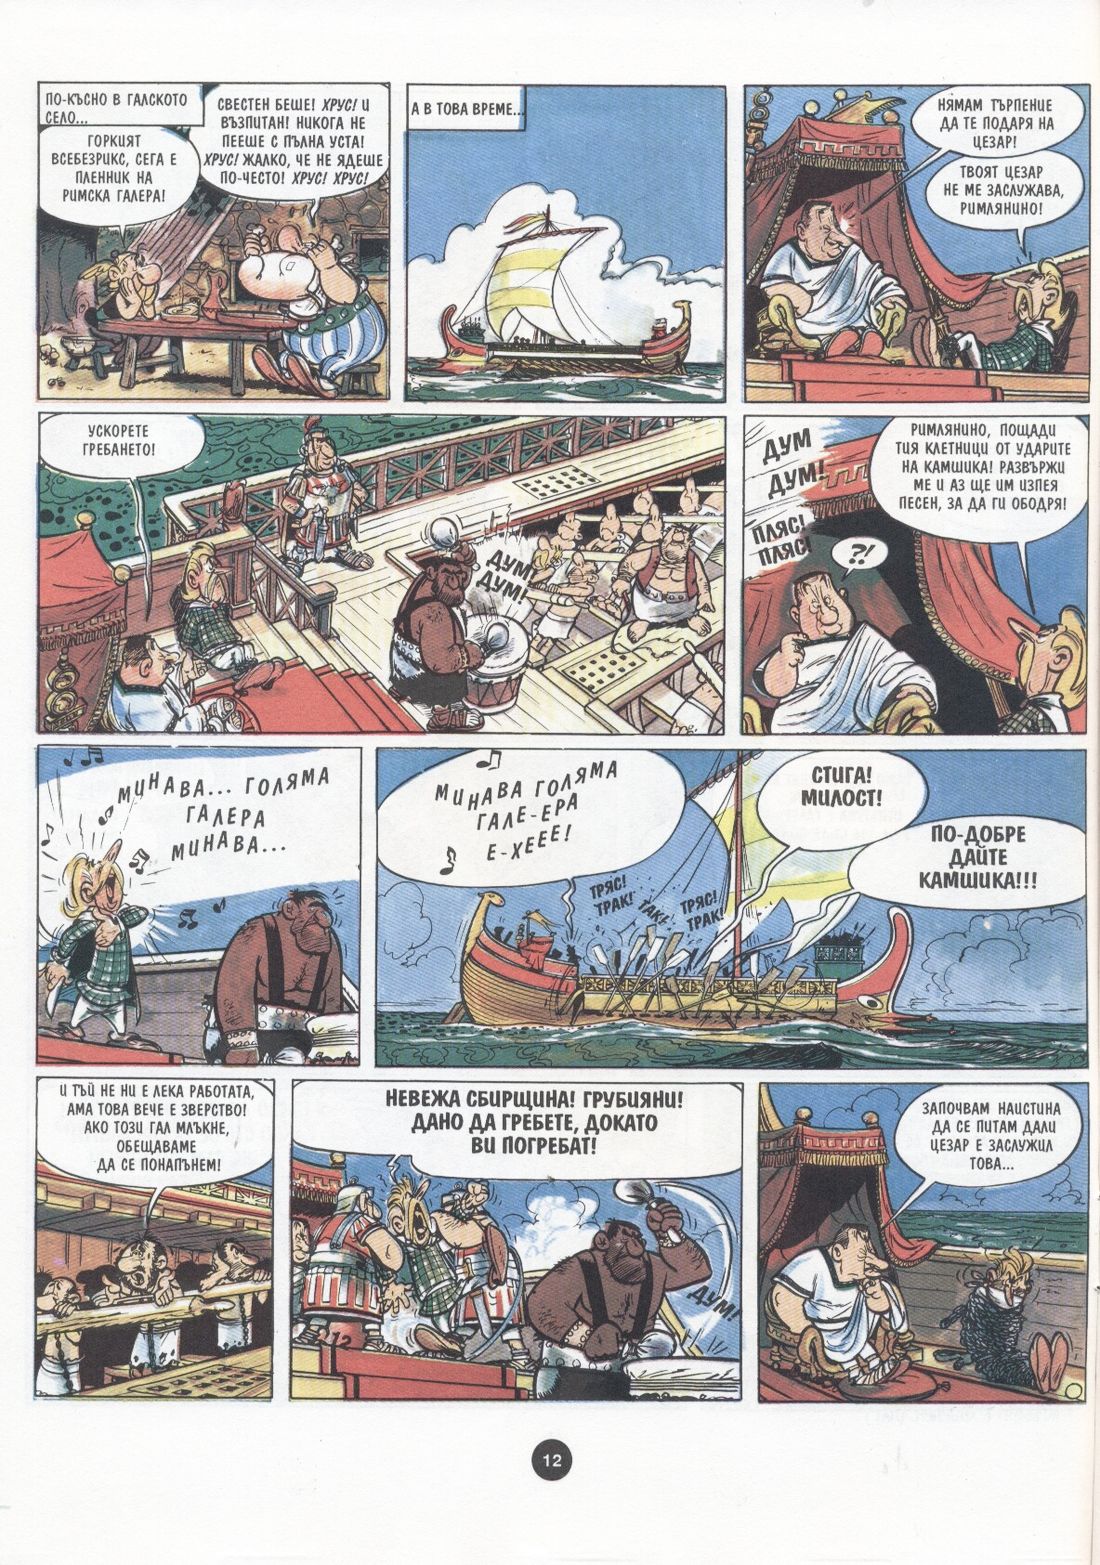 ПО-КЪСНО В ГАЛСКОТО
СЕЛО...
ГОРКИЯТ
ВСЕБЕЗРИКС, СЕГА Е
ПЛЕННИК НА
РИМСКА ГАЛЕРА!
СВЕСТЕН БЕШЕ! ХРУС! И
ВЪЗПИТАН! НИКОГА НЕ
ПЕЕШЕ С ПЪЛНА УСТА!
ХРУС! ЖАЛКО, ЧЕ НЕ ЯДЕШЕ
ПО-ЧЕСТО! ХРУС! ХРУС!
А В ТОВА ВРЕМЕ...
НЯМАМ ТЪРПЕНИЕ
ДА ТЕ ПОДАРЯ НА
ЦЕЗАР!
ТВОЯТ ЦЕЗАР
НЕ МЕ ЗАСЛУЖАВА,
РИМЛЯНИНО!
УСКОРЕТЕ
ГРЕБАНЕТО!
ДУМ!
ДУМ!
ДУМ
ДУМ!
ПЛЯС!
ПЛЯС!
?!
РИМЛЯНИНО, ПОЩАДИ
ТИЯ КЛЕТНИЦИ ОТ УДАРИТЕ
НА КАМШИКА! РАЗВЪРЖИ
МЕ И АЗ ЩЕ ИМ ИЗПЕЯ
ПЕСЕН, ЗА ДА ГИ ОБОДРЯ!
МИНАВА... ГОЛЯМА
ГАЛЕРА
МИНАВА...
МИНАВА ГОЛЯМА
ГАЛЕ-ЕРА
Е-ХЕЕЕ!
СТИГА!
МИЛОСТ!
ПО-ДОБРЕ
ДАЙТЕ
КАМШИКА!!!
ТРЯС!
ТРАК!
ТАК!
ТРЯС!
ТРАК!
И ТЪЙ НЕ НИ Е ЛЕКА РАБОТАТА,
АМА ТОВА ВЕЧЕ Е ЗВЕРСТВО!
АКО ТОЗИ ГАЛ МЛЪКНЕ,
ОБЕЩАВАМЕ
ДА СЕ ПОНАПЪНЕМ!
НЕВЕЖА СБИРЩИНА! ГРУБИЯНИ!
ДАНО ДА ГРЕБЕТЕ, ДОКАТО
ВИ ПОГРЕБАТ!
ДУМ!
12
ЗАПОЧВАМ НАИСТИНА
ДА СЕ ПИТАМ ДАЛИ
ЦЕЗАР Е ЗАСЛУЖИЛ
ТОВА...
12